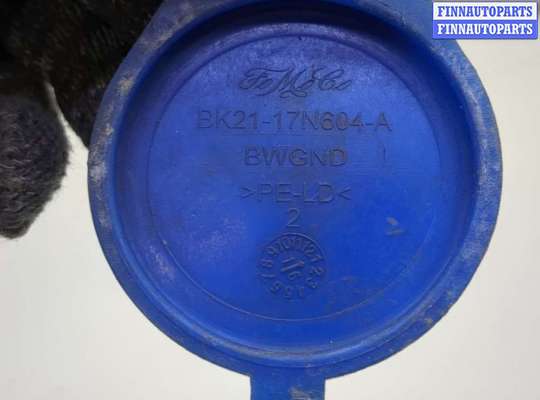 FINNAUTOPARTS
FINNAUTOPARTS
FoMoCo
BK21-17N604-A
BWGND
>PE-LD<
2